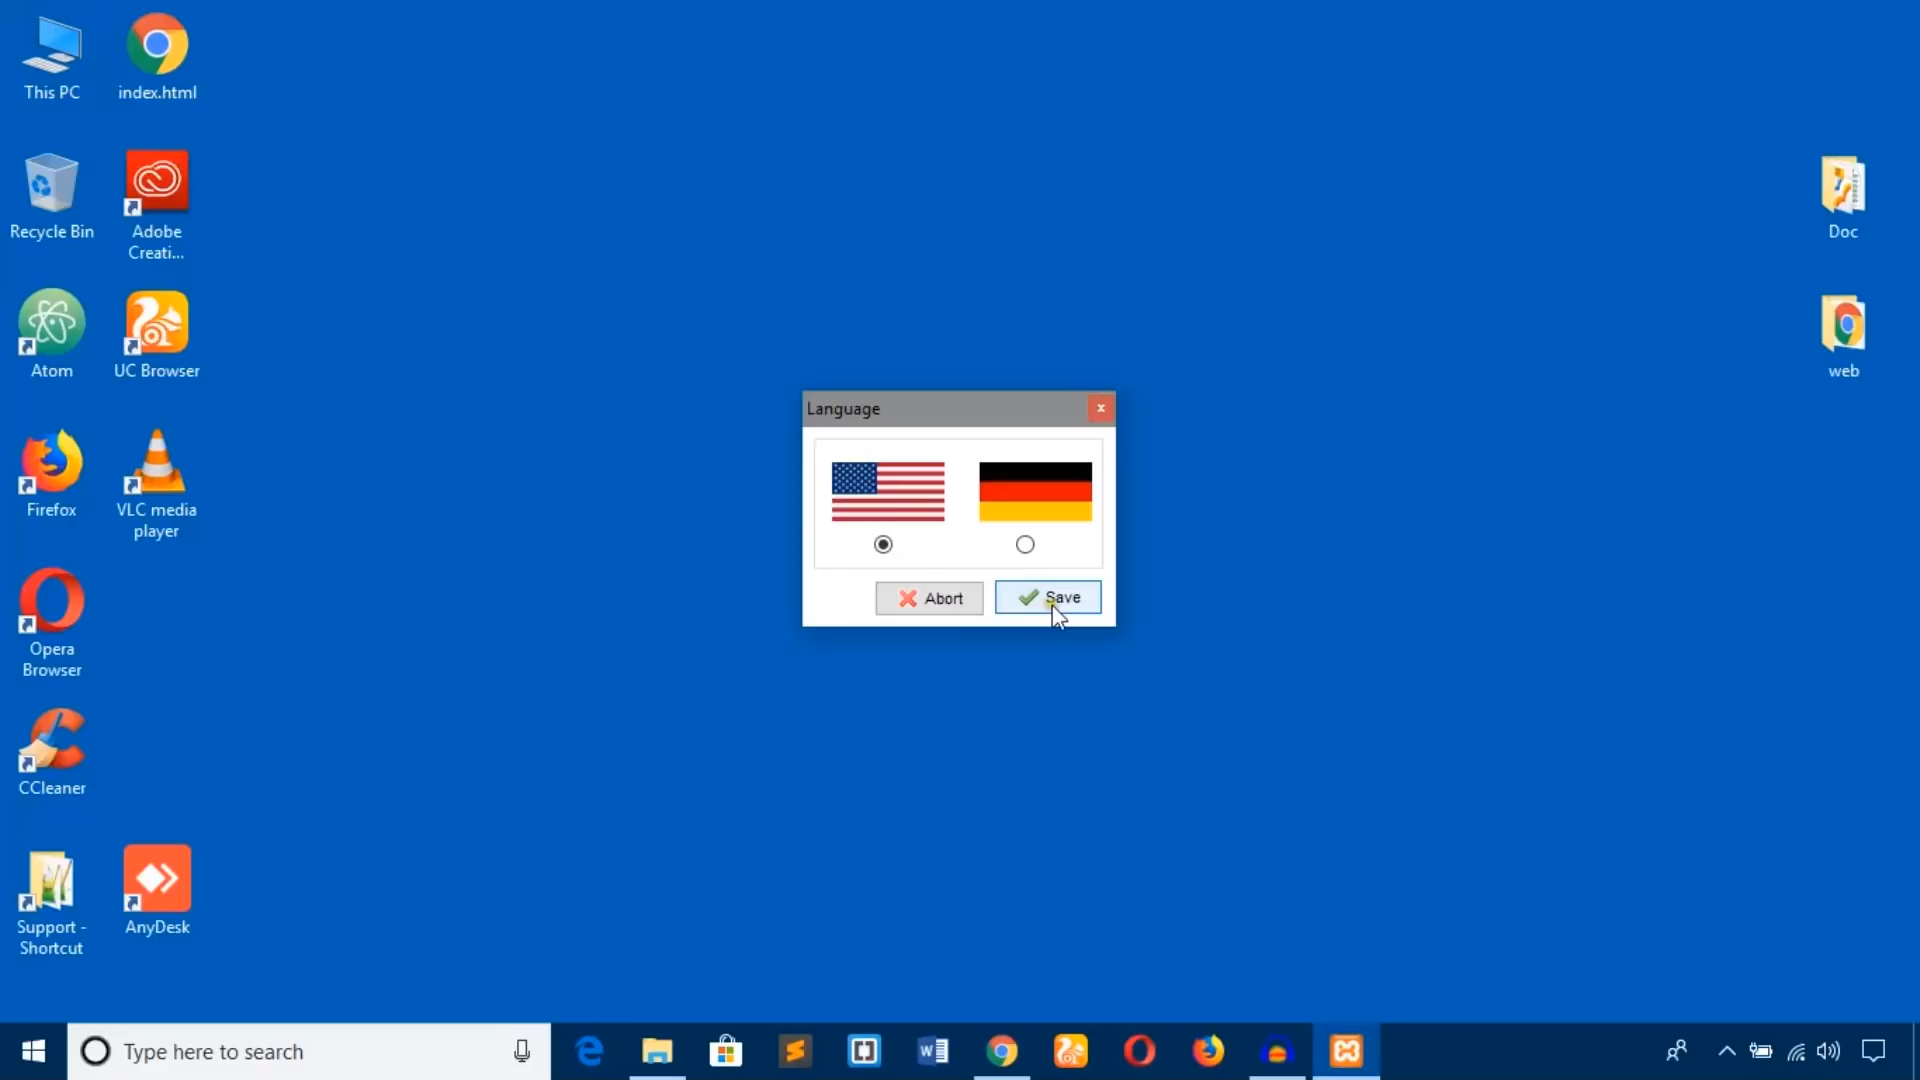 This PC
index.html
Recycle Bin
Adobe
Creati...
Atom
UC Browser
Firefox
VLC media
player
Opera
Browser
CCleaner
Support -
Shortcut
AnyDesk
Doc
web
Language
Abort
Save
Type here to search